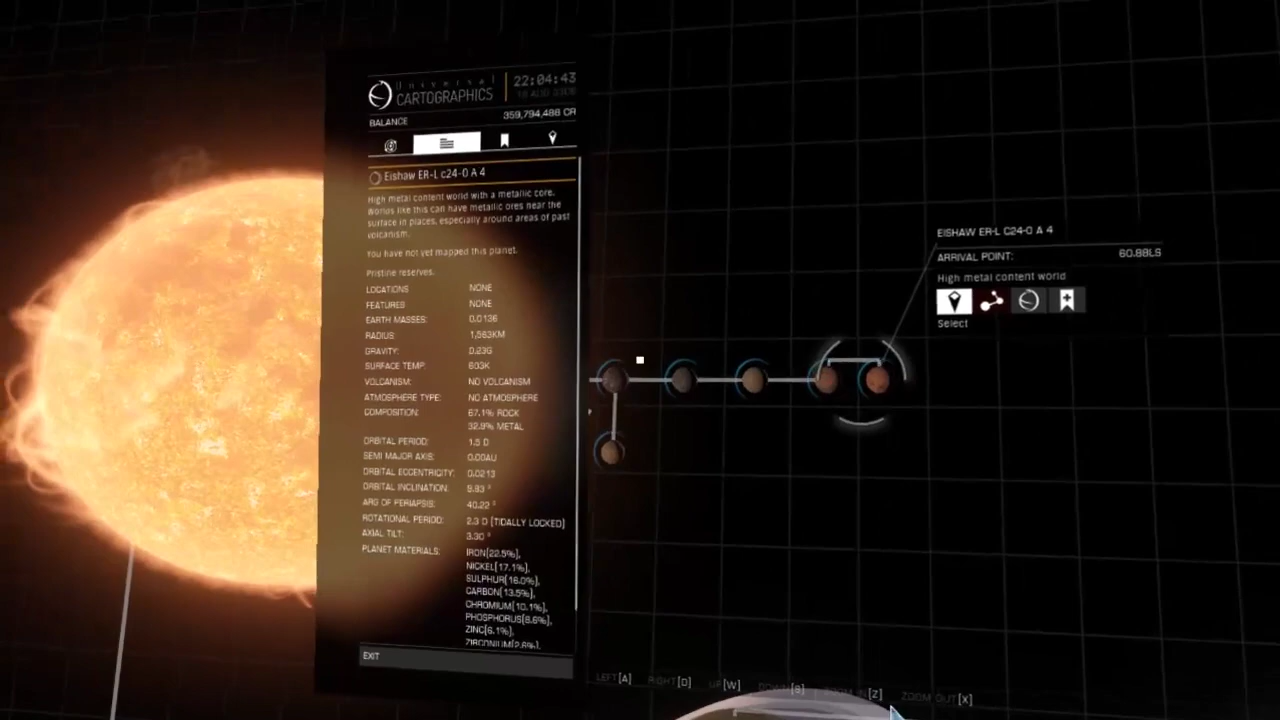 Universal
CARTOGRAPHICS
22:04:43
BALANCE
359,794,488 CR
Eishaw ER-L c24-0 A 4
High metal content world with a metallic core.
Worlds like this can have metallic ores near the
surface in places, especially around areas of past
volcanism.
You have not yet mapped this planet.
Pristine reserves.
LOCATIONS NONE
FEATURES NONE
EARTH MASSES: 0.0136
RADIUS: 1,563KM
GRAVITY: 0.23G
SURFACE TEMP: 603K
VOLCANISM: NO VOLCANISM
ATMOSPHERE TYPE: NO ATMOSPHERE
COMPOSITION: 67.1% ROCK
32.9% METAL
ORBITAL PERIOD: 1.5 D
SEMI MAJOR AXIS: 0.00AU
ORBITAL ECCENTRICITY: 0.0213
ORBITAL INCLINATION: 9.83 °
ARG OF PERIAPSIS: 40.22 °
ROTATIONAL PERIOD: 2.3 D (TIDALLY LOCKED)
AXIAL TILT: 3.30 °
PLANET MATERIALS: IRON(22.5%),
NICKEL(17.1%),
SULPHUR(16.0%),
CARBON(13.5%),
CHROMIUM(10.1%),
PHOSPHORUS(8.6%),
ZINC(6.1%),
ZIRCONIUM(2.6%),
EXIT
EISHAW ER-L C24-0 A 4
ARRIVAL POINT: 60.88LS
High metal content world
Select
LEFT[A] RIGHT[D] UP[W] DOWN[S] ZOOM IN[Z] ZOOM OUT[X]